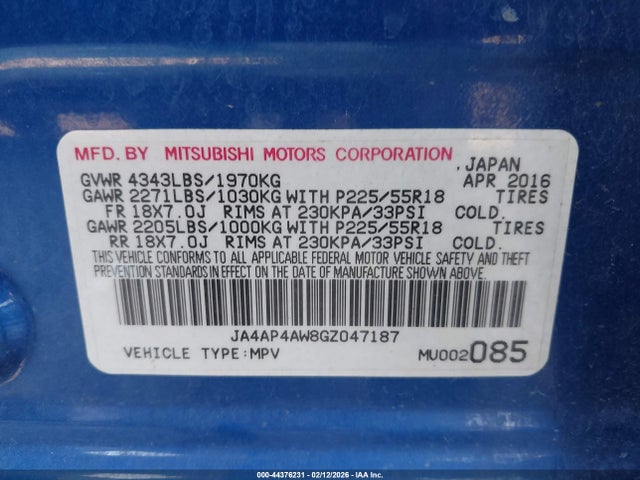 MFD. BY MITSUBISHI MOTORS CORPORATION
, JAPAN
GVWR 4343LBS/1970KG APR 2016
GAWR 2271LBS/1030KG WITH P225/55R18 TIRES
FR 18X7.0J RIMS AT 230KPA/33PSI COLD.
GAWR 2205LBS/1000KG WITH P225/55R18 TIRES
RR 18X7.0J RIMS AT 230KPA/33PSI COLD.
THIS VEHICLE CONFORMS TO ALL APPLICABLE FEDERAL MOTOR VEHICLE SAFETY AND THEFT
PREVENTION STANDARDS IN EFFECT ON THE DATE OF MANUFACTURE SHOWN ABOVE.
JA4AP4AW8GZ047187
VEHICLE TYPE:MPV MU002085
000-44376231 - 02/12/2026 - IAA Inc.